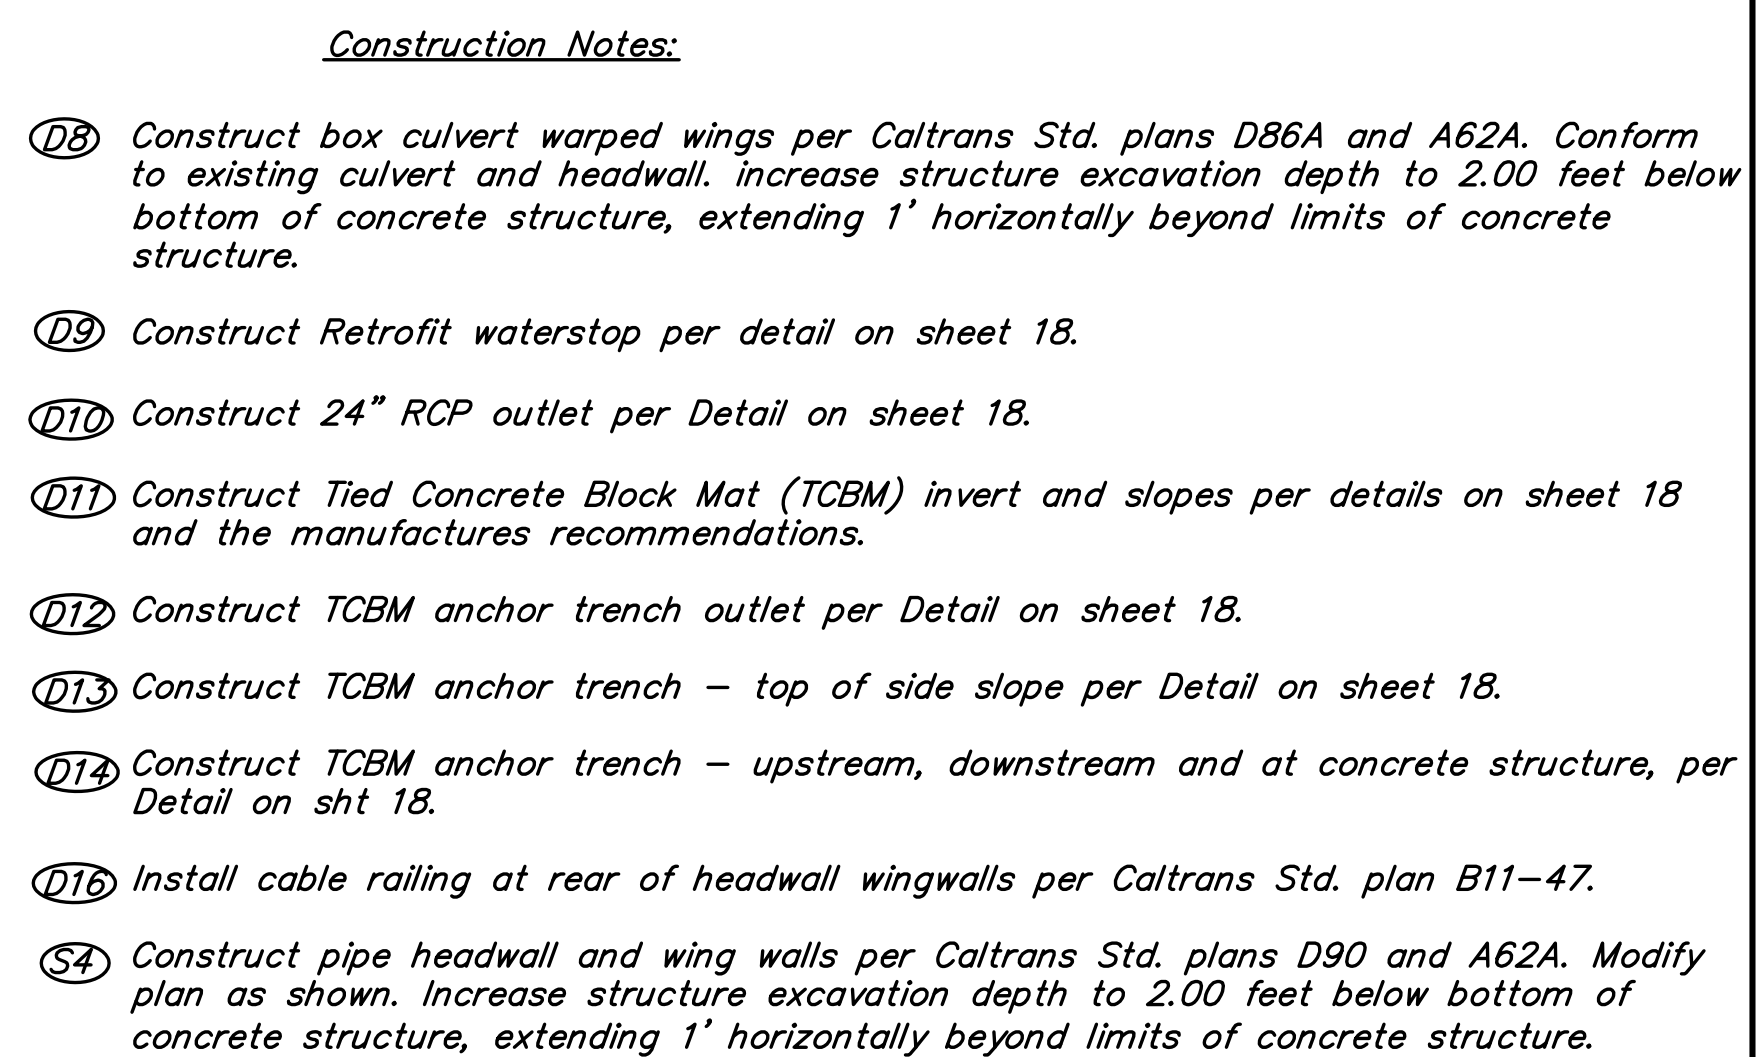 Construction Notes:
D8 Construct box culvert warped wings per Caltrans Std. plans D86A and A62A. Conform
to existing culvert and headwall. increase structure excavation depth to 2.00 feet below
bottom of concrete structure, extending 1' horizontally beyond limits of concrete
structure.
D9 Construct Retrofit waterstop per detail on sheet 18.
D10 Construct 24" RCP outlet per Detail on sheet 18.
D11 Construct Tied Concrete Block Mat (TCBM) invert and slopes per details on sheet 18
and the manufactures recommendations.
D12 Construct TCBM anchor trench outlet per Detail on sheet 18.
D13 Construct TCBM anchor trench – top of side slope per Detail on sheet 18.
D14 Construct TCBM anchor trench – upstream, downstream and at concrete structure, per
Detail on sht 18.
D16 Install cable railing at rear of headwall wingwalls per Caltrans Std. plan B11–47.
S4 Construct pipe headwall and wing walls per Caltrans Std. plans D90 and A62A. Modify
plan as shown. Increase structure excavation depth to 2.00 feet below bottom of
concrete structure, extending 1' horizontally beyond limits of concrete structure.